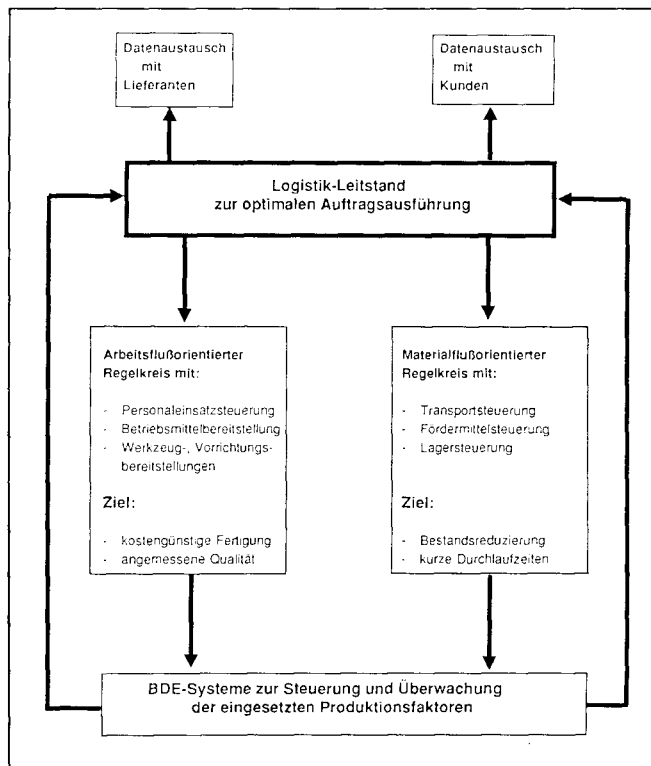 Datenaustausch
mit
Lieferanten
Datenaustausch
mit
Kunden
Logistik-Leitstand
zur optimalen Auftragsausführung
Arbeitsflußorientierter
Regelkreis mit:
- Personaleinsatzsteuerung
- Betriebsmittelbereitstellung
- Werkzeug-, Vorrichtungs-
bereitstellungen
Ziel:
- kostengünstige Fertigung
- angemessene Qualität
Materialflußorientierter
Regelkreis mit:
- Transportsteuerung
- Fördermittelsteuerung
- Lagersteuerung
Ziel:
- Bestandsreduzierung
- kurze Durchlaufzeiten
BDE-Systeme zur Steuerung und Überwachung
der eingesetzten Produktionsfaktoren